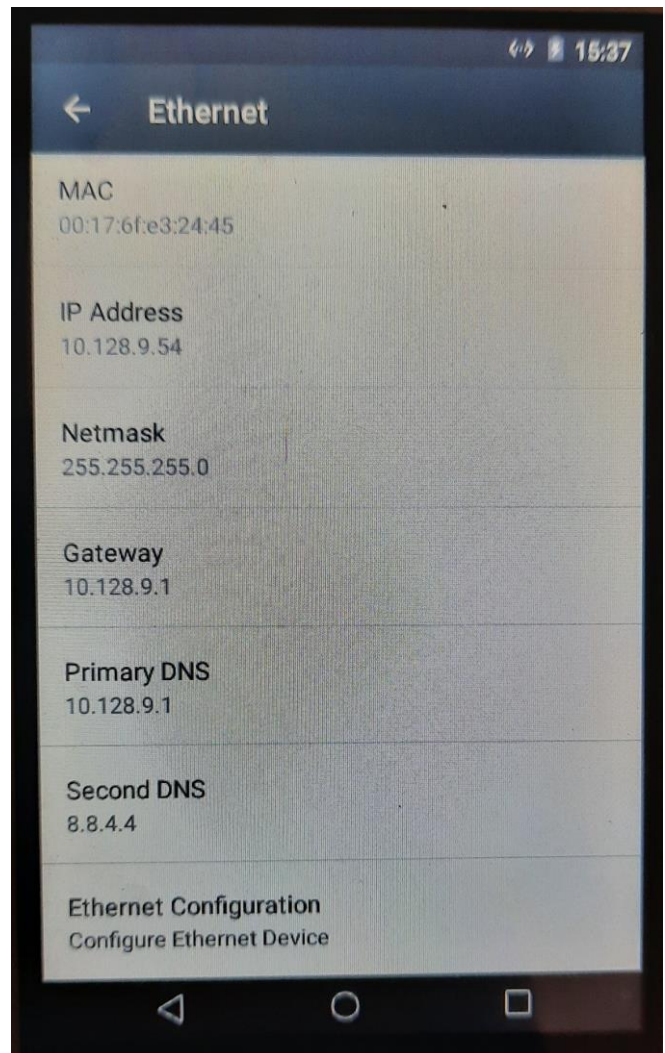 15:37
Ethernet
MAC
00:17:6f:e3:24:45
IP Address
10.128.9.54
Netmask
255.255.255.0
Gateway
10.128.9.1
Primary DNS
10.128.9.1
Second DNS
8.8.4.4
Ethernet Configuration
Configure Ethernet Device